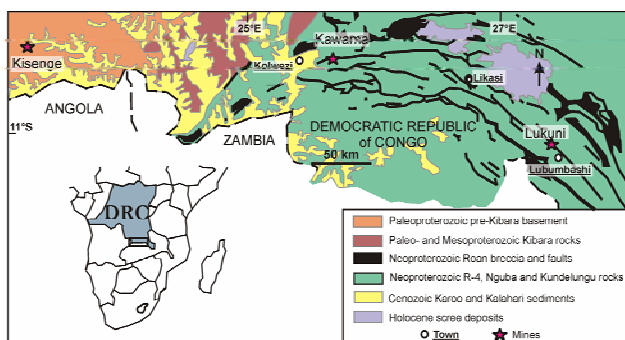 25°E
27°E
Kisenge
Kolwezi
Kawama
N
Likasi
ANGOLA
11°S
ZAMBIA
DEMOCRATIC REPUBLIC
of CONGO
50 km
Lukuni
Lubumbashi
DRC
Paleoproterozoic pre-Kibara basement
Paleo- and Mesoproterozoic Kibara rocks
Neoproterozoic Roan breccia and faults
Neoproterozoic R-4, Nguba and Kundelungu rocks
Cenozoic Karoo and Kalahari sediments
Holocene scree deposits
Town
Mines